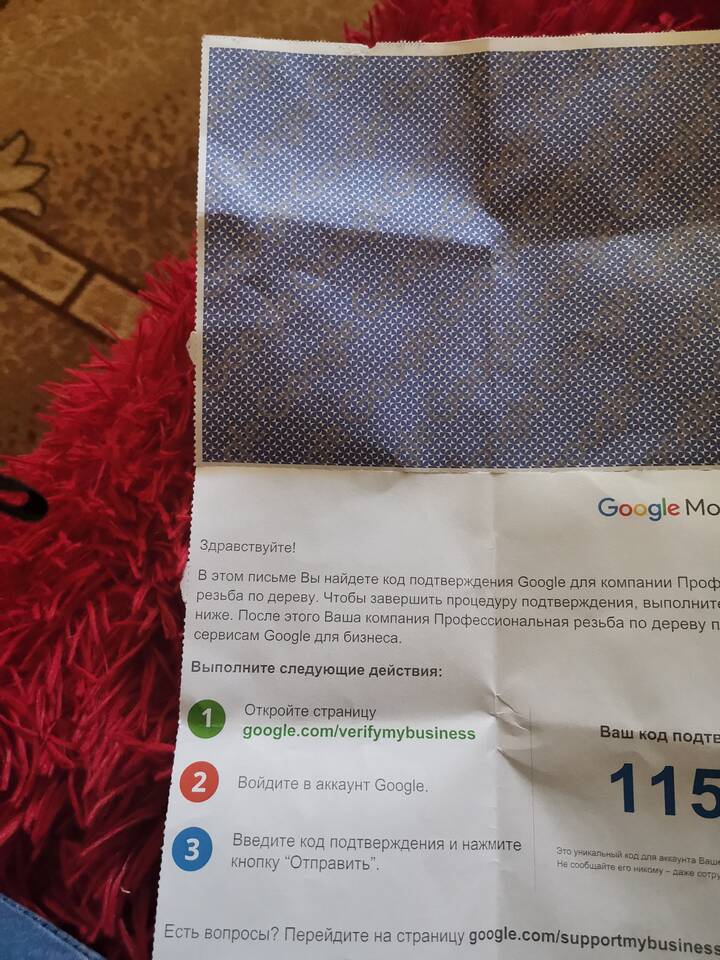 Google Мо
Здравствуйте!
В этом письме Вы найдете код подтверждения Google для компании Проф
резьба по дереву. Чтобы завершить процедуру подтверждения, выполните
ниже. После этого Ваша компания Профессиональная резьба по дереву п
сервисам Google для бизнеса.
Выполните следующие действия:
1 Откройте страницу
google.com/verifymybusiness
2 Войдите в аккаунт Google.
3 Введите код подтверждения и нажмите
кнопку “Отправить”.
Ваш код подтв
115
Это уникальный код для аккаунта Ваши
Не сообщайте его никому – даже сотру
Есть вопросы? Перейдите на страницу google.com/supportmybusiness